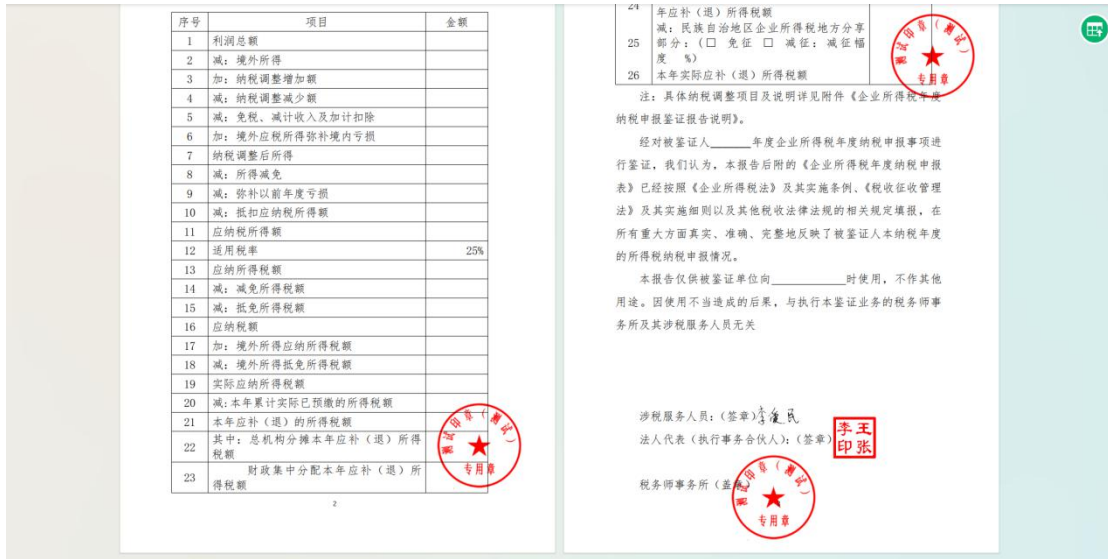 序号 项目 金额
1 利润总额
2 减：境外所得
3 加：纳税调整增加额
4 减：纳税调整减少额
5 减：免税、减计收入及加计扣除
6 加：境外应税所得弥补境内亏损
7 纳税调整后所得
8 减：所得减免
9 减：弥补以前年度亏损
10 减：抵扣应纳税所得额
11 应纳税所得额
12 适用税率 25%
13 应纳所得税额
14 减：减免所得税额
15 减：抵免所得税额
16 应纳税额
17 加：境外所得应纳所得税额
18 减：境外所得抵免所得税额
19 实际应纳所得税额
20 减:本年累计实际已预缴的所得税额
21 本年应补（退）的所得税额
22 其中：总机构分摊本年应补（退）所得
税额
23 财政集中分配本年应补（退）所
得税额
测试印章（测试）
专用章
2
24 年应补（退）所得税额
减：民族自治地区企业所得税地方分享
25 部分：（□ 免征 □ 减征：减征幅
度 %）
26 本年实际应补（退）所得税额
测试印章（测试）
专用章
注：具体纳税调整项目及说明详见附件《企业所得税年度
纳税申报鉴证报告说明》。
经对被鉴证人______年度企业所得税年度纳税申报事项进
行鉴证，我们认为，本报告后附的《企业所得税年度纳税申报
表》已经按照《企业所得税法》及其实施条例、《税收征收管理
法》及其实施细则以及其他税收法律法规的相关规定填报，在
所有重大方面真实、准确、完整地反映了被鉴证人本纳税年度
的所得税纳税申报情况。
本报告仅供被鉴证单位向____________时使用，不作其他
用途。因使用不当造成的后果，与执行本鉴证业务的税务师事
务所及其涉税服务人员无关
涉税服务人员：（签章）
法人代表（执行事务合伙人）：（签章）
李王
印张
税务师事务所（盖章）
测试印章（测试）
专用章